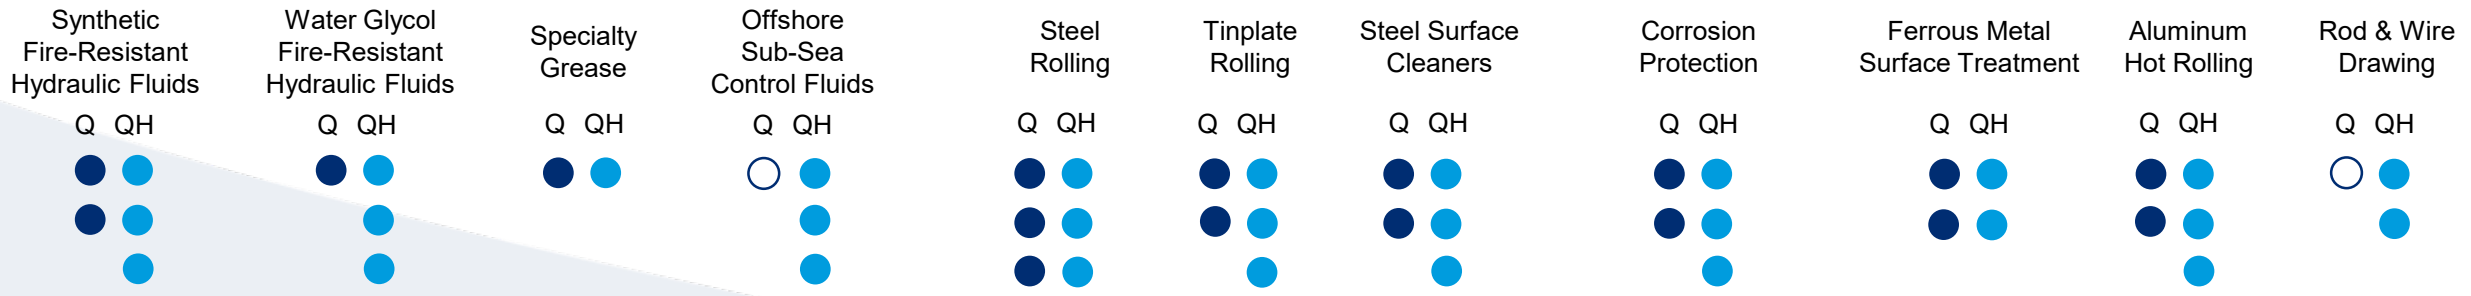 Synthetic
Fire-Resistant
Hydraulic Fluids
Q QH
Water Glycol
Fire-Resistant
Hydraulic Fluids
Q QH
Specialty
Grease
Q QH
Offshore
Sub-Sea
Control Fluids
Q QH
Steel
Rolling
Q QH
Tinplate
Rolling
Q QH
Steel Surface
Cleaners
Q QH
Corrosion
Protection
Q QH
Ferrous Metal
Surface Treatment
Q QH
Aluminum
Hot Rolling
Q QH
Rod & Wire
Drawing
Q QH